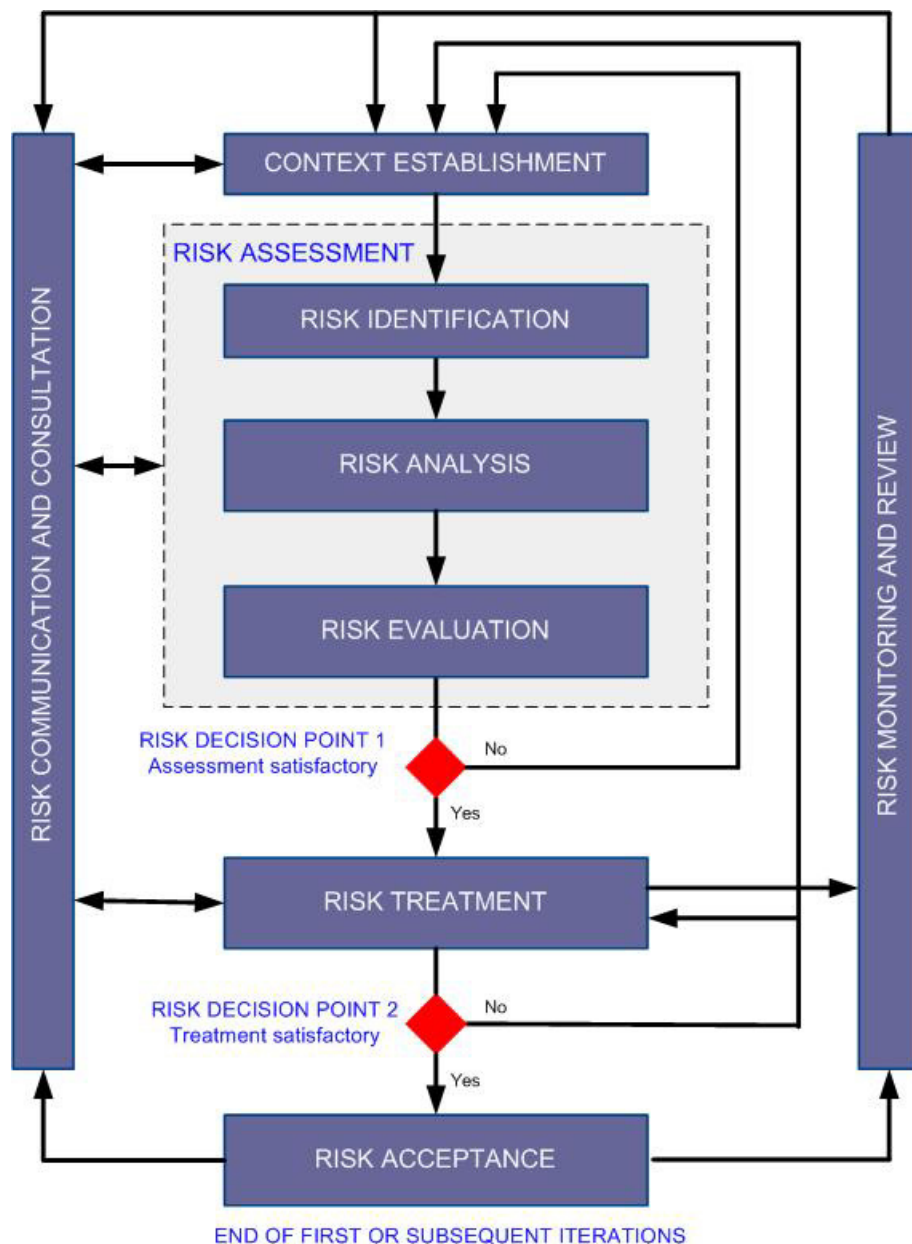 CONTEXT ESTABLISHMENT
RISK ASSESSMENT
RISK IDENTIFICATION
RISK ANALYSIS
RISK EVALUATION
RISK COMMUNICATION AND CONSULTATION
RISK MONITORING AND REVIEW
RISK DECISION POINT 1
Assessment satisfactory
No
Yes
RISK TREATMENT
RISK DECISION POINT 2
Treatment satisfactory
No
Yes
RISK ACCEPTANCE
END OF FIRST OR SUBSEQUENT ITERATIONS